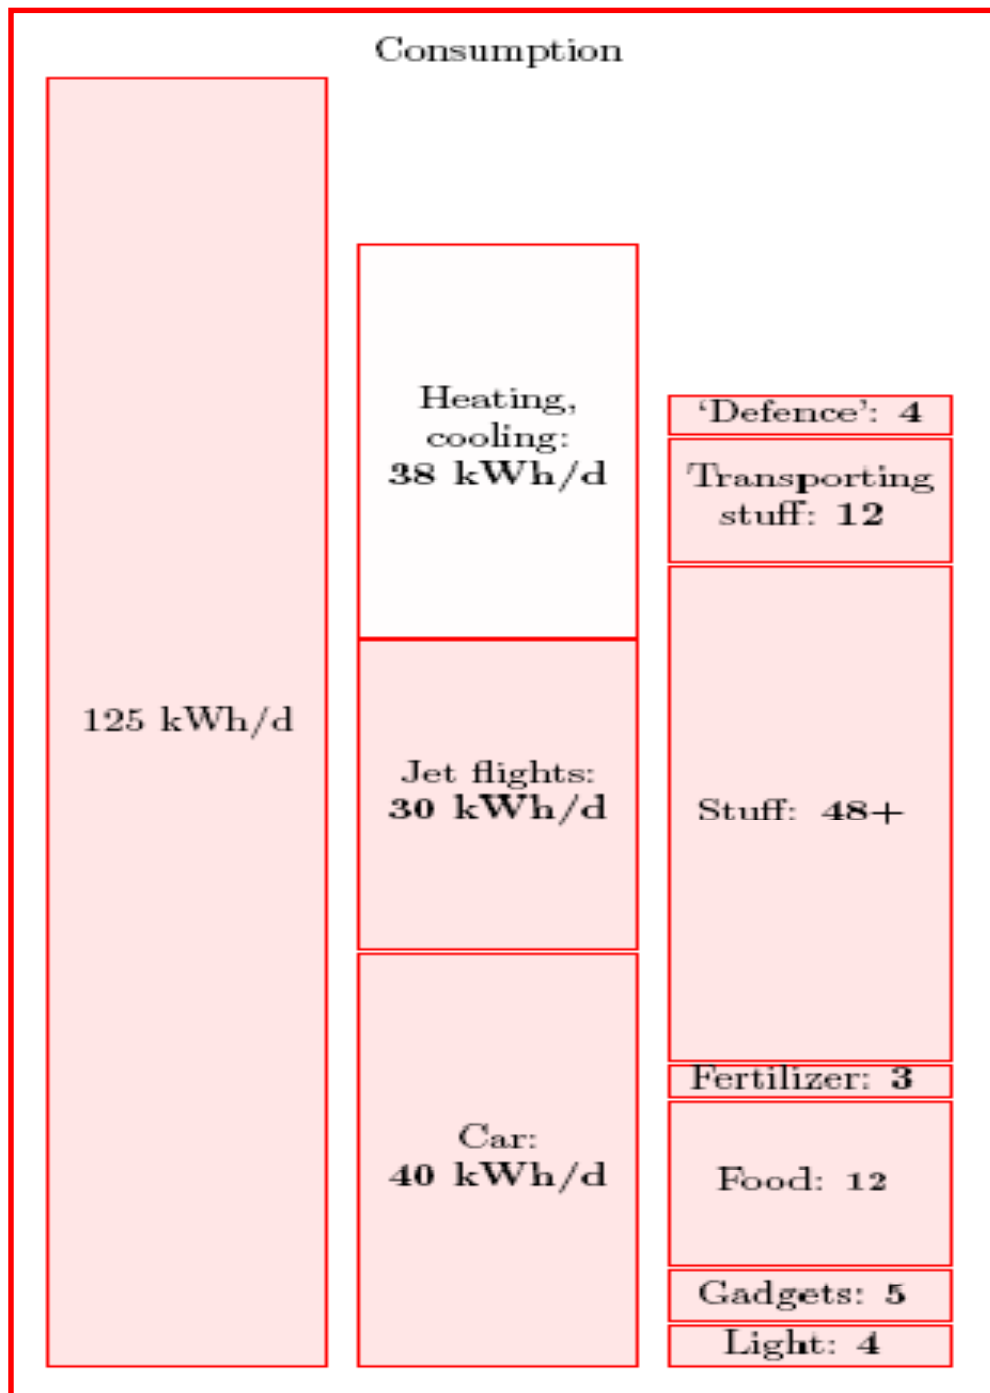 Consumption
125 kWh/d
Heating,
cooling:
38 kWh/d
Jet flights:
30 kWh/d
Car:
40 kWh/d
‘Defence’: 4
Transporting
stuff: 12
Stuff: 48+
Fertilizer: 3
Food: 12
Gadgets: 5
Light: 4